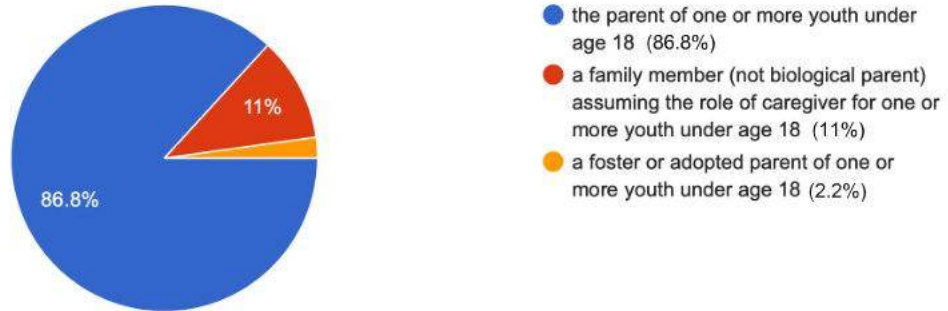 the parent of one or more youth under
age 18 (86.8%)
a family member (not biological parent)
assuming the role of caregiver for one or
more youth under age 18 (11%)
a foster or adopted parent of one or
more youth under age 18 (2.2%)
11%
86.8%